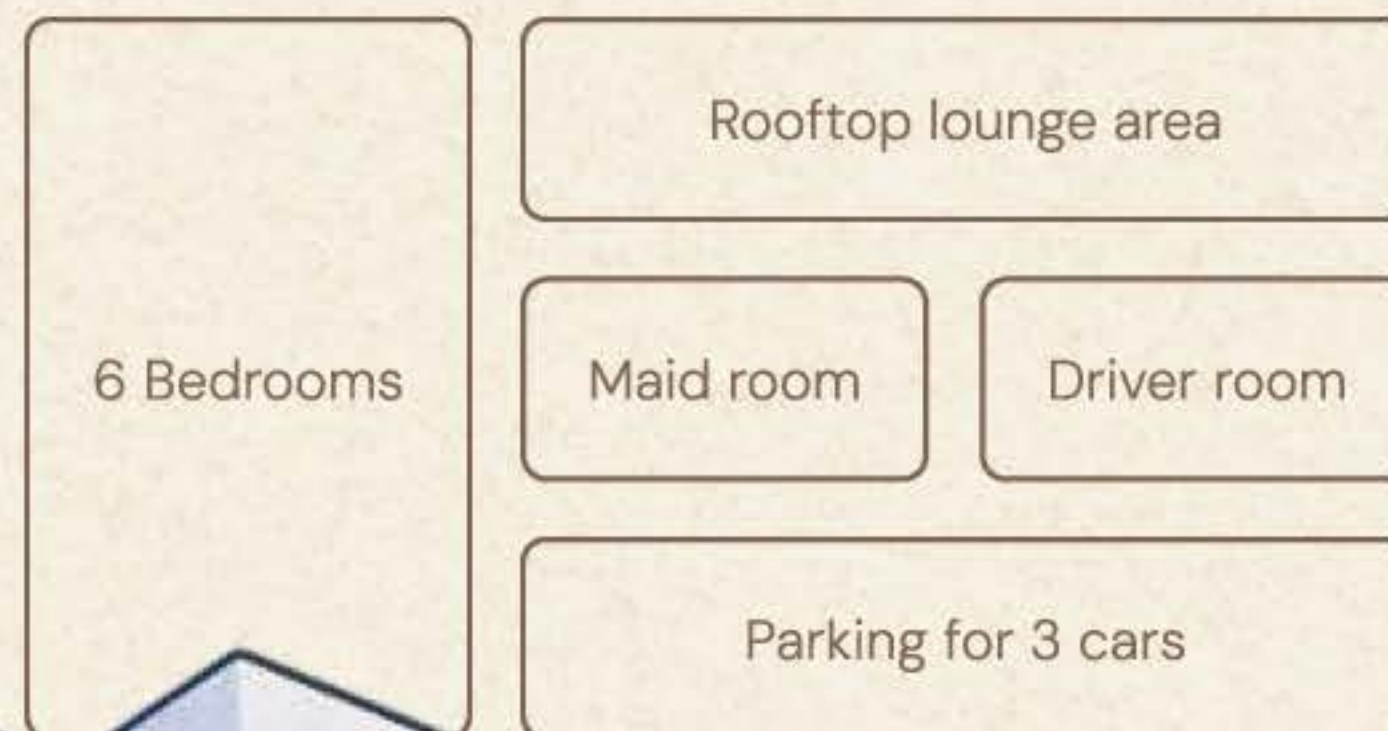 Rooftop lounge area
6 Bedrooms
Maid room
Driver room
Parking for 3 cars